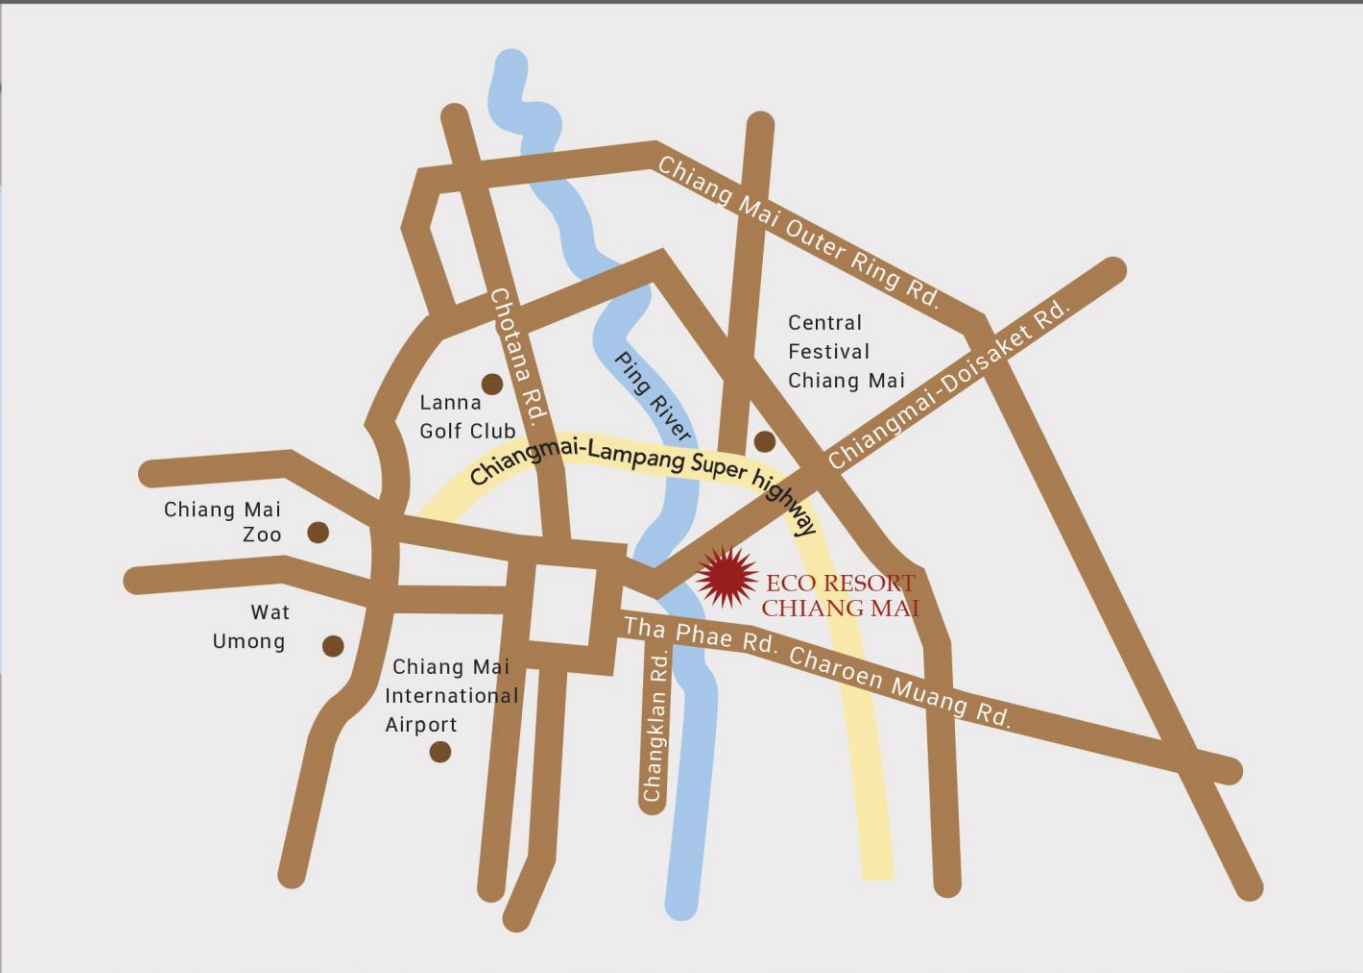 Chiang Mai Outer Ring Rd.
Chotana Rd.
Central
Festival
Chiang Mai
Chiangmai-Doisaket Rd.
Ping River
Lanna
Golf Club
Chiangmai-Lampang Super highway
Chiang Mai
Zoo
ECO RESORT
CHIANG MAI
Wat
Umong
Tha Phae Rd.
Charoen Muang Rd.
Chiang Mai
International
Airport
Changklan Rd.